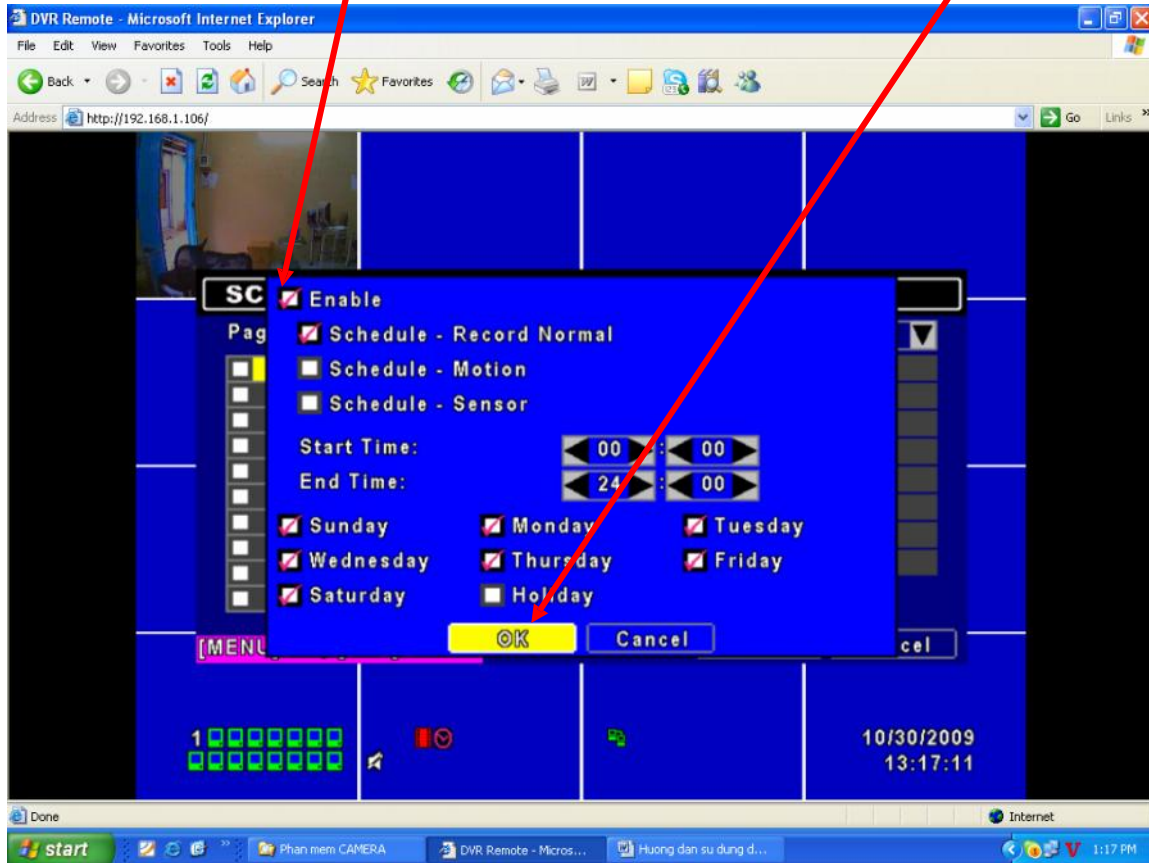 DVR Remote - Microsoft Internet Explorer
File Edit View Favorites Tools Help
Back Search Favorites
Address http://192.168.1.106/ Go Links »
SC
Enable
Pag
Schedule - Record Normal
Schedule - Motion
Schedule - Sensor
Start Time: 00 : 00
End Time: 24 : 00
Sunday Monday Tuesday
Wednesday Thursday Friday
Saturday Holiday
OK Cancel
[MENU cel
1
10/30/2009
13:17:11
Done Internet
start » Phan mem CAMERA DVR Remote - Micros... Huong dan su dung d... V 1:17 PM